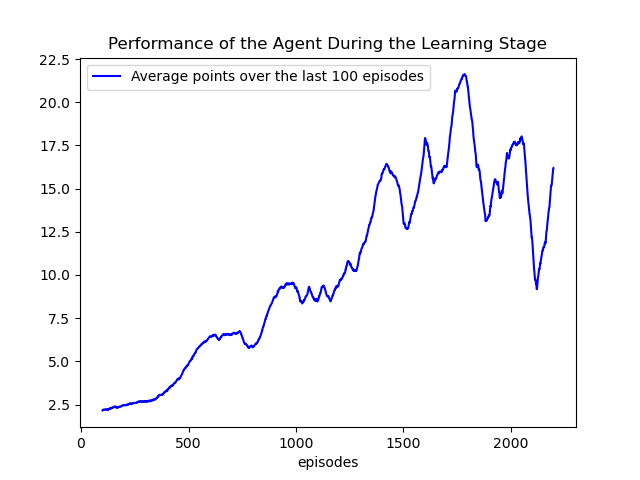 Performance of the Agent During the Learning Stage
22.5
Average points over the last 100 episodes
20.0
17.5
15.0
12.5
10.0
7.5
5.0
2.5
0 500 1000 1500 2000
episodes